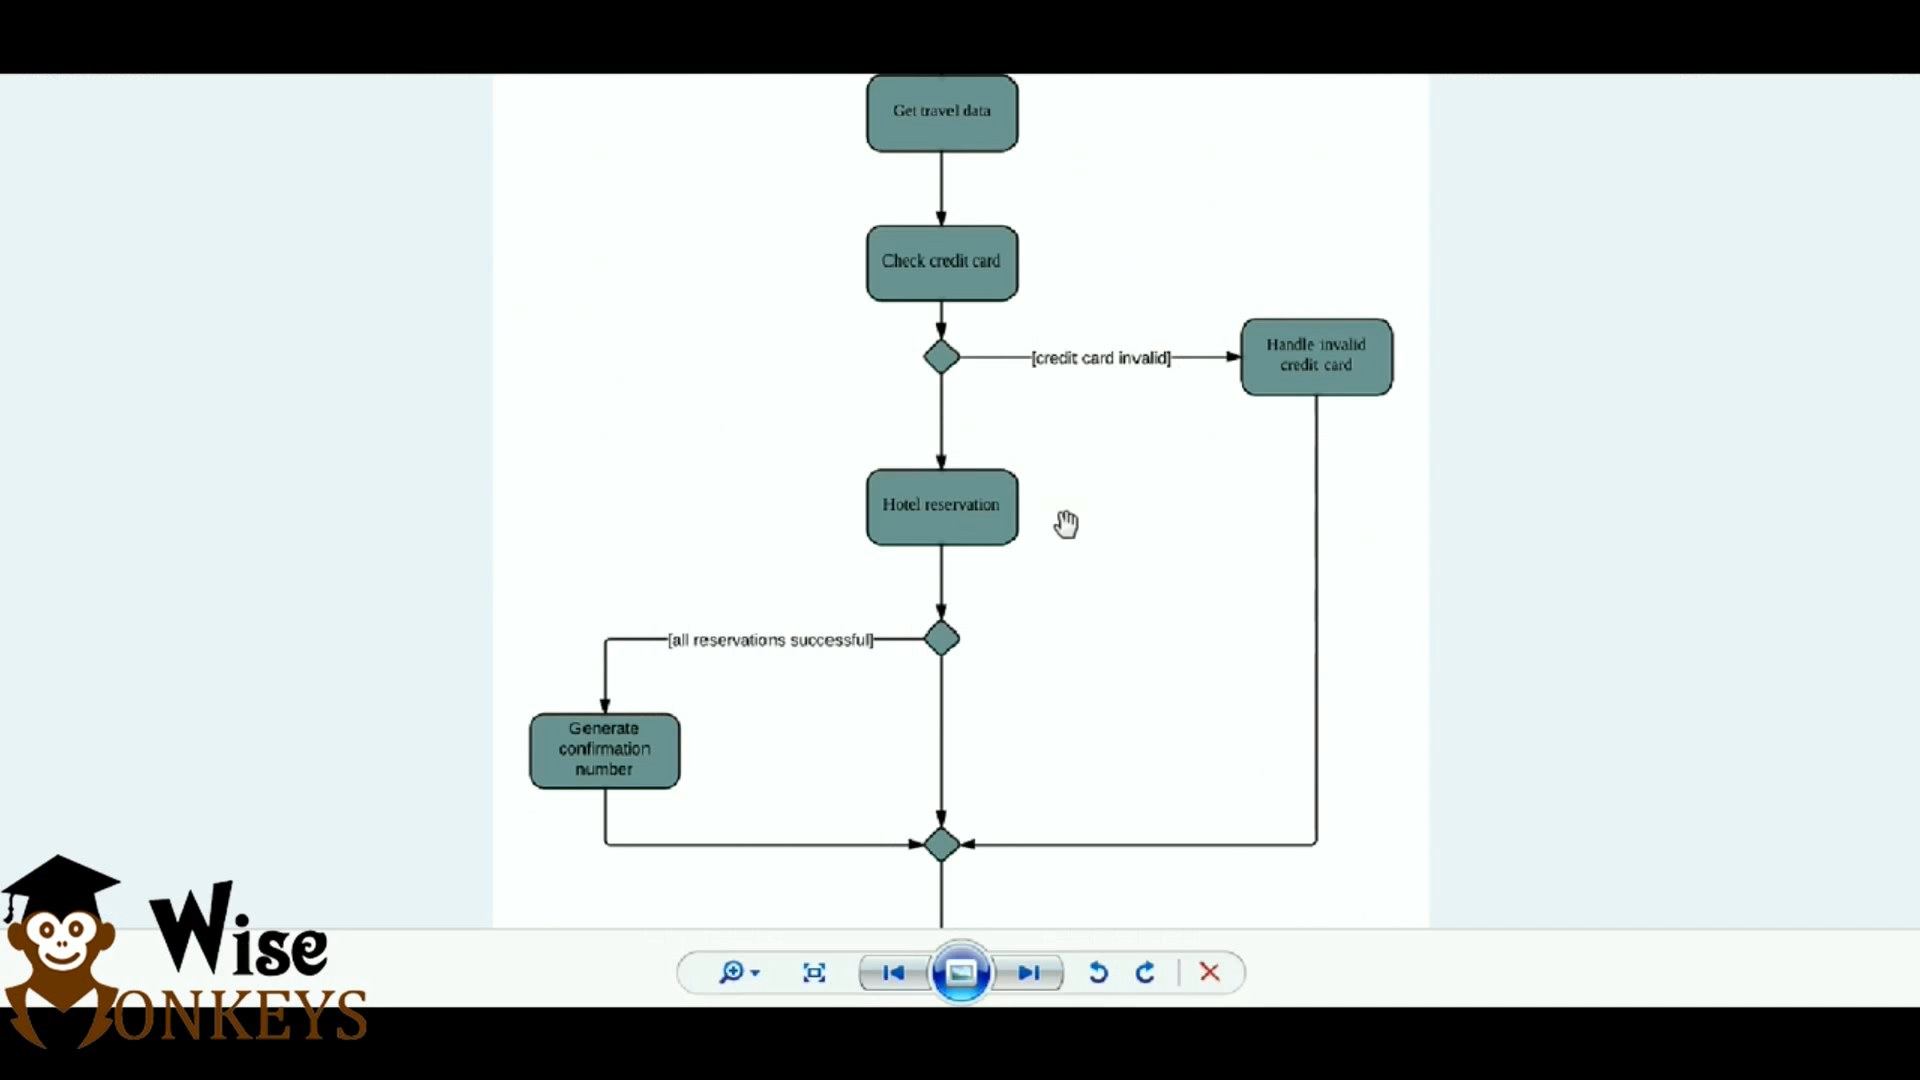 Get travel data
Check credit card
[credit card invalid]
Handle invalid
credit card
Hotel reservation
[all reservations successful]
Generate
confirmation
number
Wise
MONKEYS